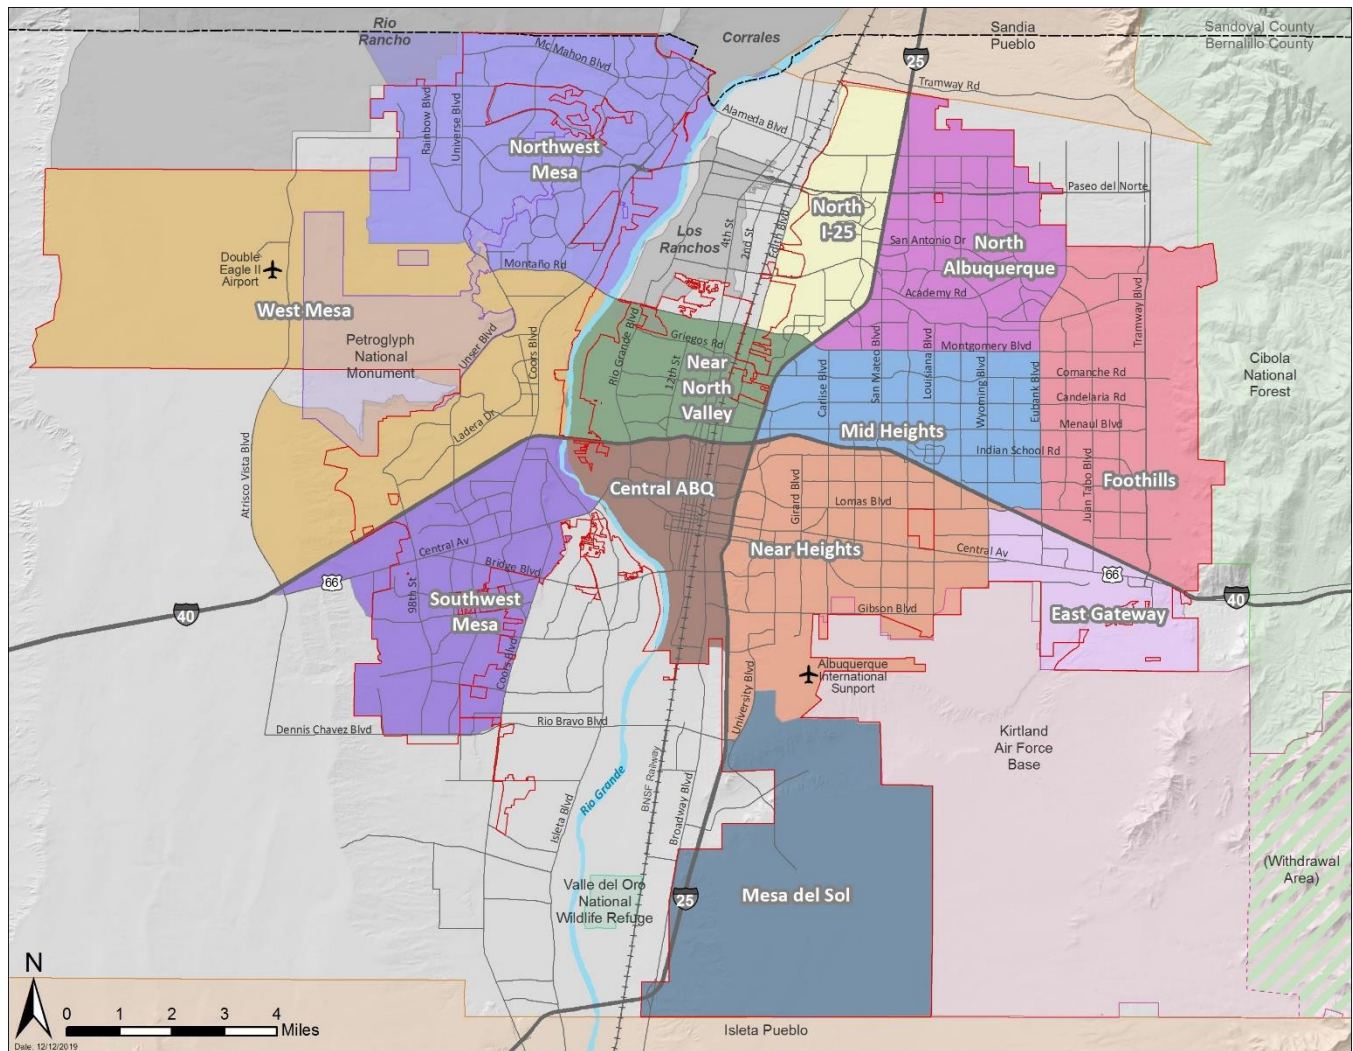 Rio
Rancho
Corrales
Sandia
Pueblo
Sandoval County
Bernalillo County
25
Mc Mahon Blvd
Tramway Rd
Rainbow Blvd
Universe Blvd
Alameda Blvd
Northwest
Mesa
Paseo del Norte
North
I-25
4th St
2nd St
Edith Blvd
Los
Ranchos
San Antonio Dr
North
Albuquerque
Double
Eagle II
Airport
Montaño Rd
Academy Rd
Tramway Blvd
West Mesa
Petroglyph
National
Monument
Unser Blvd
Coors Blvd
Rio Grande Blvd
Griegos Rd
12th St
Near
North
Valley
Carlisle Blvd
San Mateo Blvd
Louisiana Blvd
Montgomery Blvd
Wyoming Blvd
Eubank Blvd
Comanche Rd
Candelaria Rd
Menaul Blvd
Cibola
National
Forest
Ladera Dr
Mid Heights
Indian School Rd
Atrisco Vista Blvd
Central ABQ
Girard Blvd
Lomas Blvd
Juan Tabo Blvd
Foothills
Central Av
Near Heights
Central Av
Bridge Blvd
66
66
98th St
Southwest
Mesa
40
40
Gibson Blvd
East Gateway
Coors Blvd
University Blvd
Albuquerque
International
Sunport
Dennis Chavez Blvd
Rio Bravo Blvd
Kirtland
Air Force
Base
Rio Grande
BNSF Railway
Isleta Blvd
Broadway Blvd
(Withdrawal
Area)
Valle del Oro
National
Wildlife Refuge
25
Mesa del Sol
N
0 1 2 3 4
Miles
Isleta Pueblo
Date: 12/12/2019